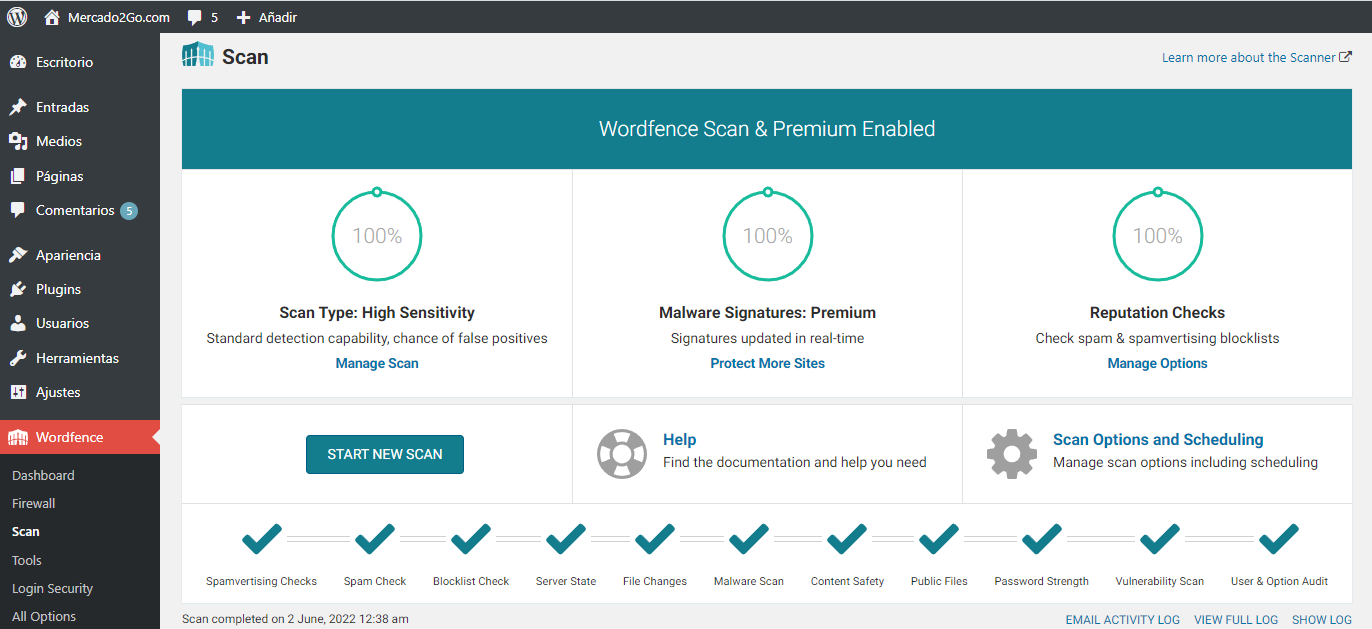 Mercado2Go.com 5 Añadir
Escritorio
Entradas
Medios
Páginas
Comentarios 5
Apariencia
Plugins
Usuarios
Herramientas
Ajustes
Wordfence
Dashboard
Firewall
Scan
Tools
Login Security
All Options
Scan
Learn more about the Scanner
Wordfence Scan & Premium Enabled
100%
Scan Type: High Sensitivity
Standard detection capability, chance of false positives
Manage Scan
100%
Malware Signatures: Premium
Signatures updated in real-time
Protect More Sites
100%
Reputation Checks
Check spam & spamvertising blocklists
Manage Options
START NEW SCAN
Help
Find the documentation and help you need
Scan Options and Scheduling
Manage scan options including scheduling
Spamvertising Checks
Spam Check
Blocklist Check
Server State
File Changes
Malware Scan
Content Safety
Public Files
Password Strength
Vulnerability Scan
User & Option Audit
Scan completed on 2 June, 2022 12:38 am
EMAIL ACTIVITY LOG VIEW FULL LOG SHOW LOG